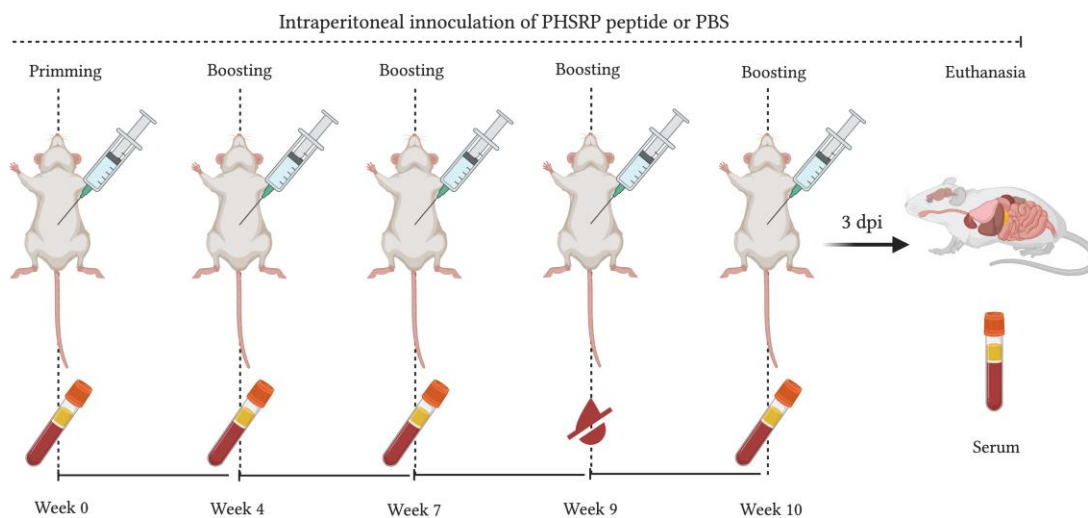 Intraperitoneal innoculation of PHSRP peptide or PBS
Primming Boosting Boosting Boosting Boosting Euthanasia
3 dpi
Serum
Week 0 Week 4 Week 7 Week 9 Week 10